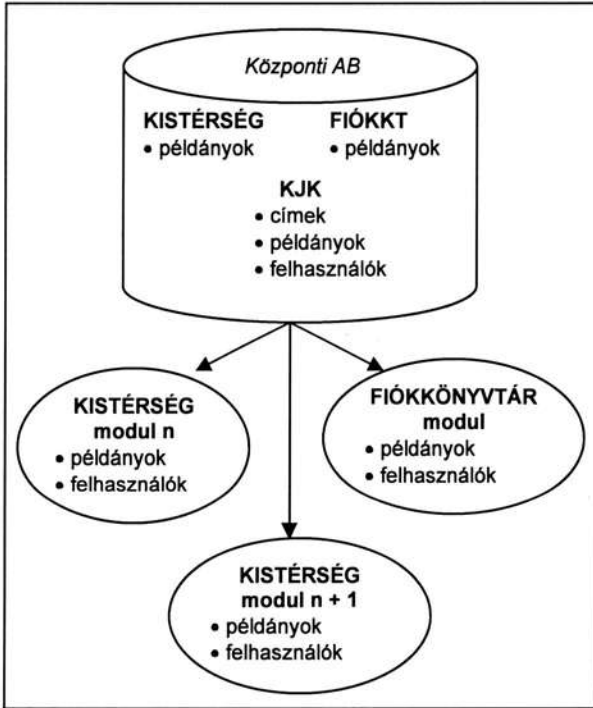 Központi AB
KISTÉRSÉG FIÓKKT
• példányok • példányok
KJK
• címek
• példányok
• felhasználók
KISTÉRSÉG
modul n
• példányok
• felhasználók
FIÓKKÖNYVTÁR
modul
• példányok
• felhasználók
KISTÉRSÉG
modul n + 1
• példányok
• felhasználók